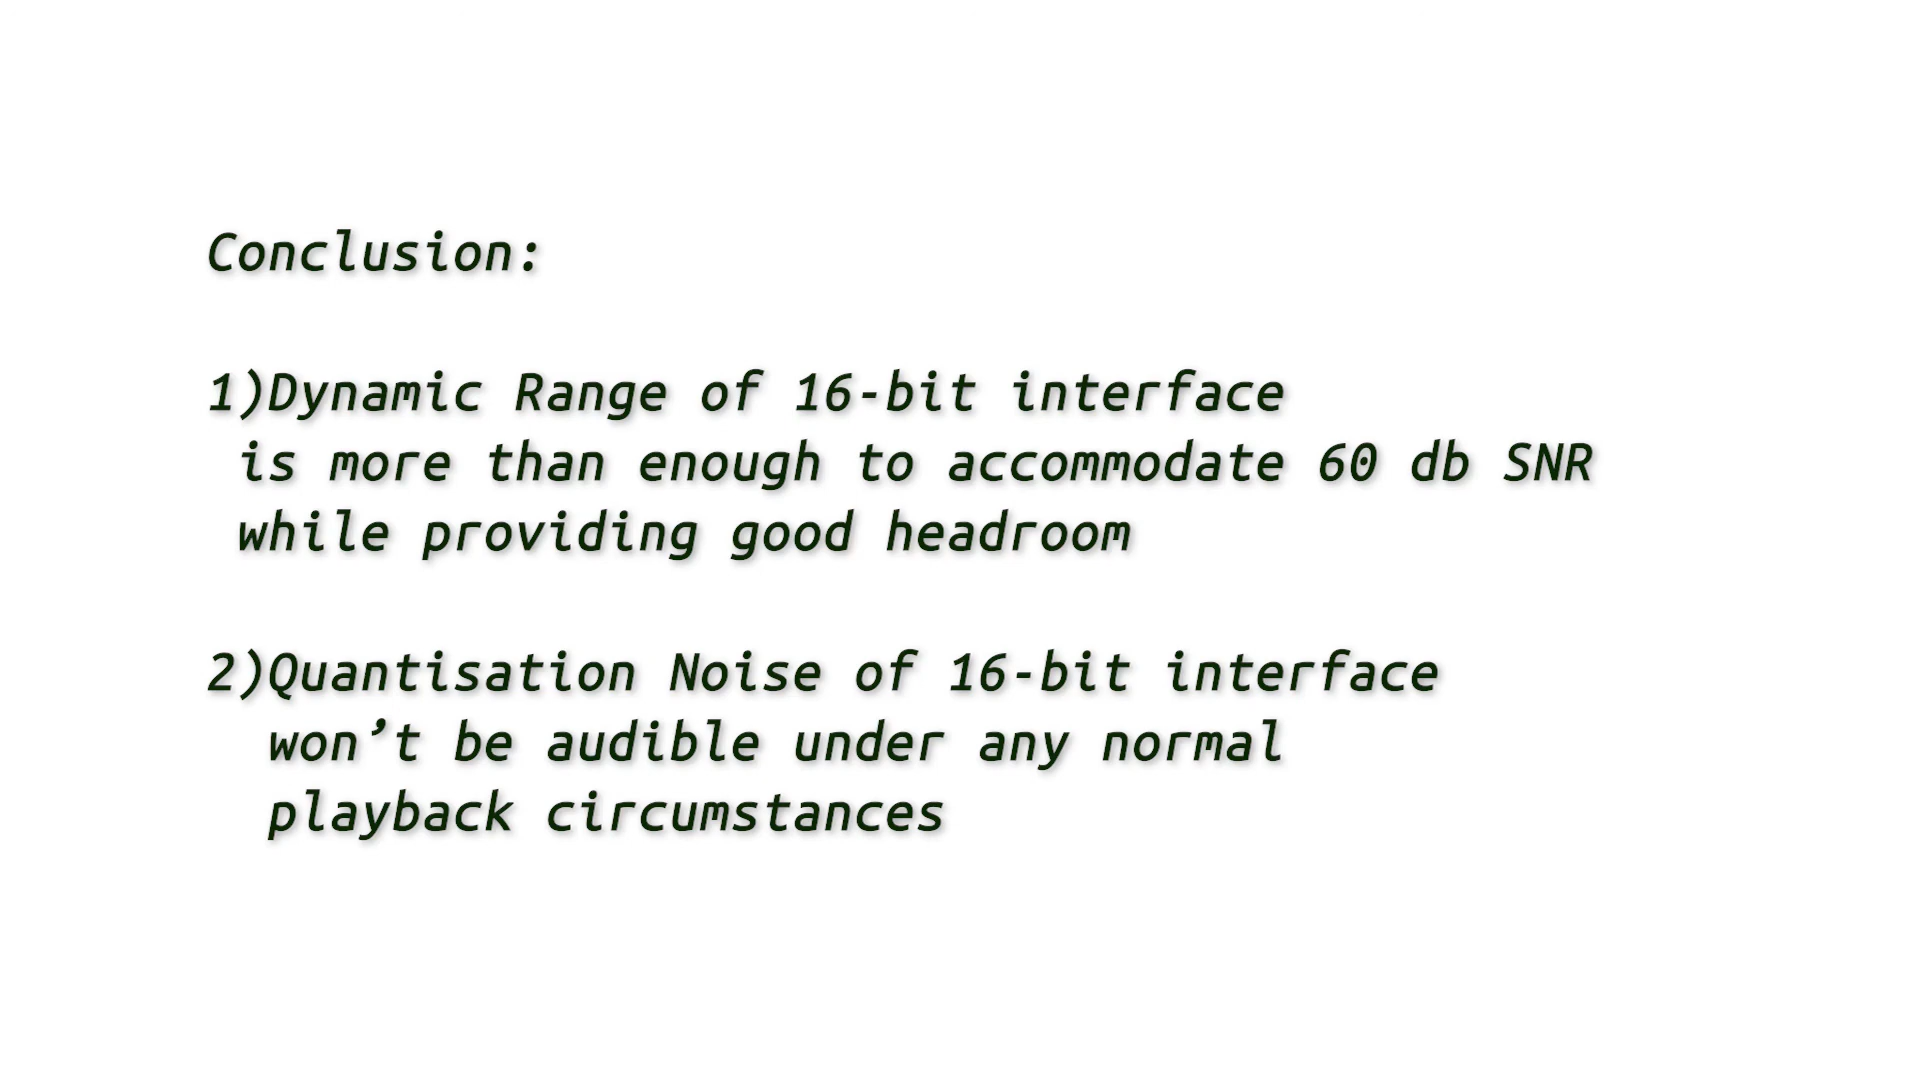 Conclusion:
1)Dynamic Range of 16-bit interface
is more than enough to accommodate 60 db SNR
while providing good headroom
2)Quantisation Noise of 16-bit interface
won’t be audible under any normal
playback circumstances